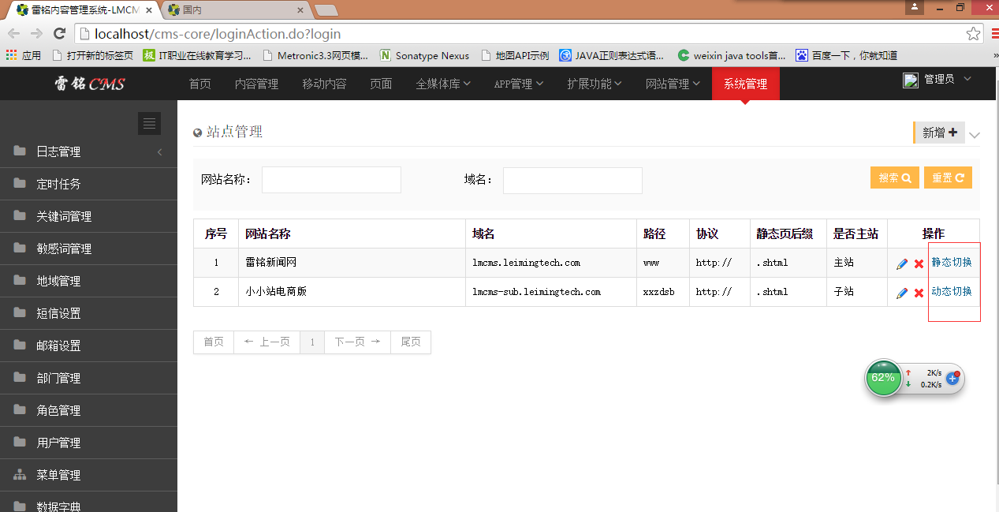 雷铭内容管理系统-LMCM 国内
localhost/cms-core/loginAction.do?login
应用 打开新的标签页 IT职业在线教育学习... Metronic3.3网页模... Sonatype Nexus 地图API示例 JAVA正则表达式语... weixin java tools首... 百度一下，你就知道 »
雷铭CMS 首页 内容管理 移动内容 页面 全媒体库 APP管理 扩展功能 网站管理 系统管理 管理员
站点管理 新增
日志管理
定时任务
关键词管理
敏感词管理
地域管理
短信设置
邮箱设置
部门管理
角色管理
用户管理
菜单管理
数据字典
网站名称： 域名： 搜索 重置
序号 网站名称 域名 路径 协议 静态页后缀 是否主站 操作
1 雷铭新闻网 lmcms.leimingtech.com www http:// .shtml 主站 静态切换
2 小小站电商版 lmcms-sub.leimingtech.com xxzdsb http:// .shtml 子站 动态切换
首页 ← 上一页 1 下一页 → 尾页
62% ↑ 2K/s
↓ 0.2K/s